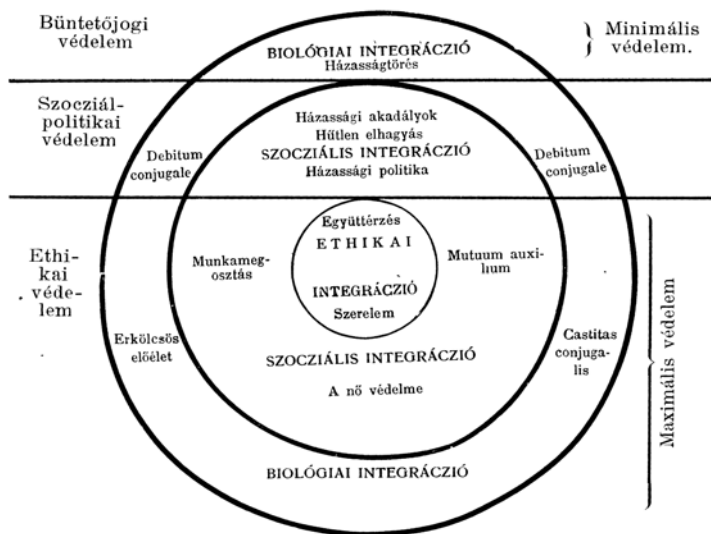 Büntetőjogi
védelem
BIOLÓGIAI INTEGRÁCZIÓ
Házasságtörés
Minimális
védelem.
Szocziál-
politikai
védelem
Házassági akadályok
Hűtlen elhagyás
SZOCZIÁLIS INTEGRÁCZIÓ
Házassági politika
Debitum
conjugale
Debitum
conjugale
Ethi-
kai
véde-
lem
Együttérzés
ETHIKAI
INTEGRÁCZIÓ
Szerelem
Munkameg-
osztás
Mutuum auxi-
lium
Erkölcsös
előélet
Castitas
conjuga-
lis
SZOCZIÁLIS INTEGRÁCZIÓ
A nő védelme
BIOLÓGIAI INTEGRÁCZIÓ
Maximális védelem